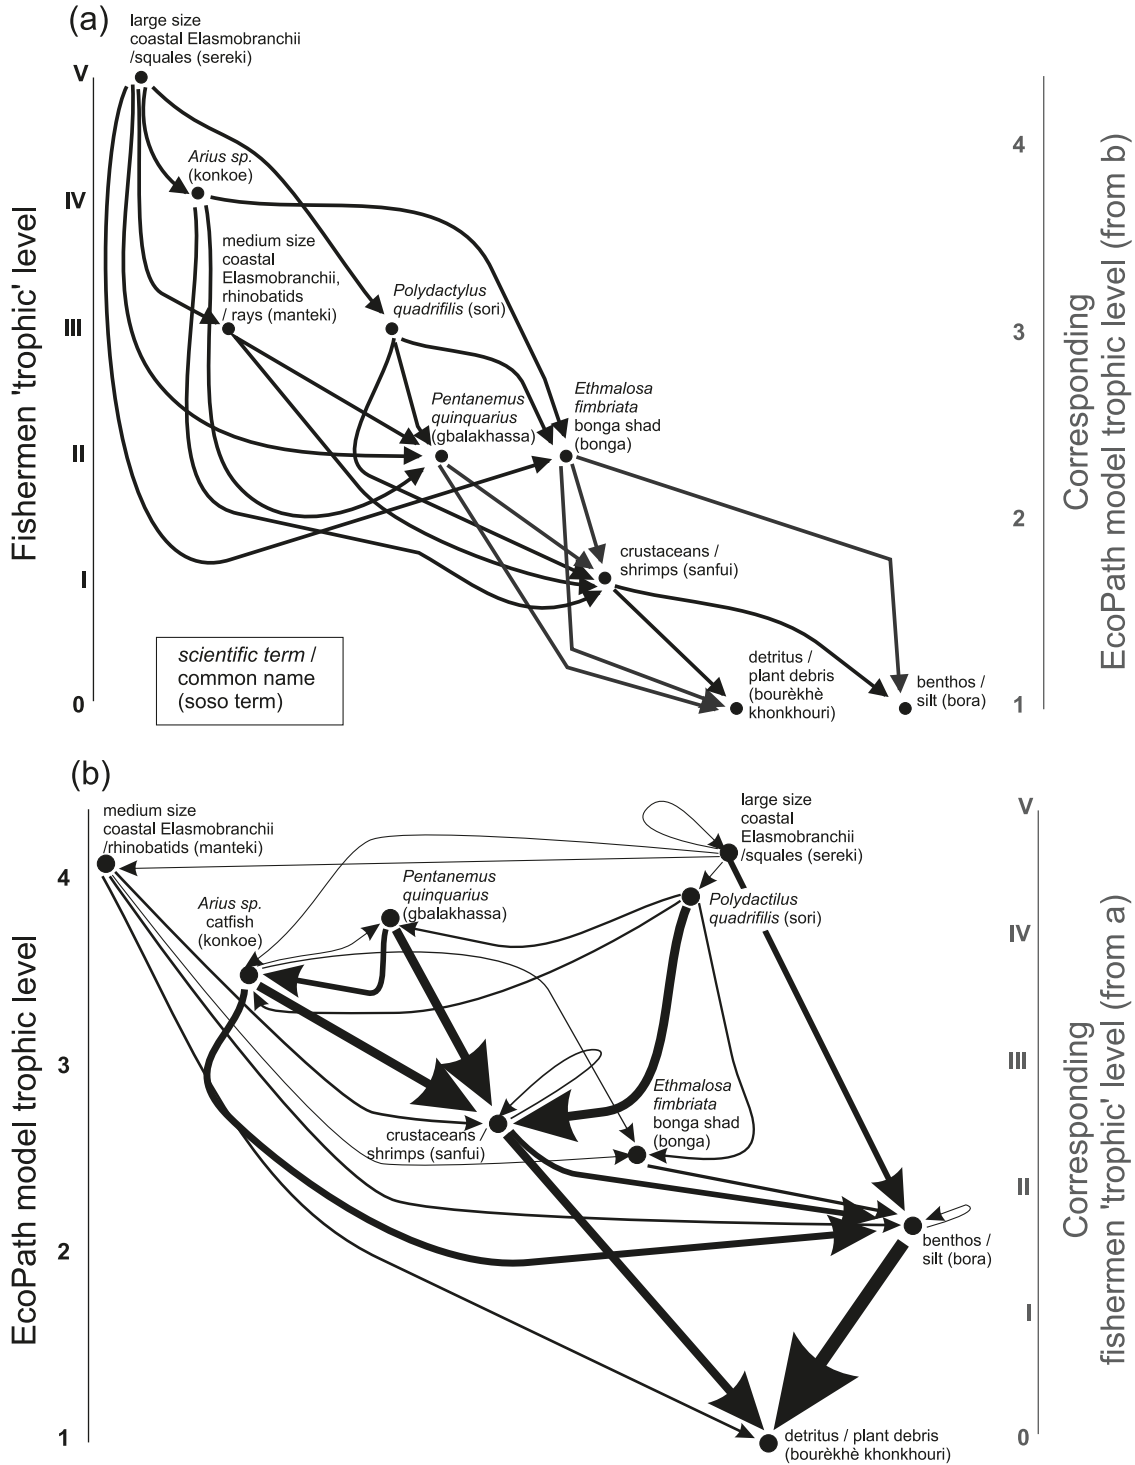 (a)
large size
coastal Elasmobranchii
/squales (sereki)
V
Arius sp.
(konkoe)
IV
medium size
coastal
Elasmobranchii,
rhinobatids
/ rays (manteki)
Polydactylus
quadrifilis (sori)
III
Pentanemus
quinquarius
(gbalakhassa)
Ethmalosa
fimbriata
bonga shad
(bonga)
II
crustaceans /
shrimps (sanfui)
I
scientific term /
common name
(soso term)
detritus /
plant debris
(bourèkhè
khonkhouri)
benthos /
silt (bora)
0
Fishermen 'trophic' level
4
3
2
1
Corresponding
EcoPath model trophic level (from b)
(b)
medium size
coastal Elasmobranchii
/rhinobatids (manteki)
large size
coastal
Elasmobranchii
/squales (sereki)
4
Arius sp.
catfish
(konkoe)
Pentanemus
quinquarius
(gbalakhassa)
Polydactilus
quadrifilis (sori)
3
crustaceans /
shrimps (sanfui)
Ethmalosa
fimbriata
bonga shad
(bonga)
2
benthos /
silt (bora)
1
detritus / plant debris
(bourèkhè khonkhouri)
EcoPath model trophic level
V
IV
III
II
I
0
Corresponding
fishermen 'trophic' level (from a)